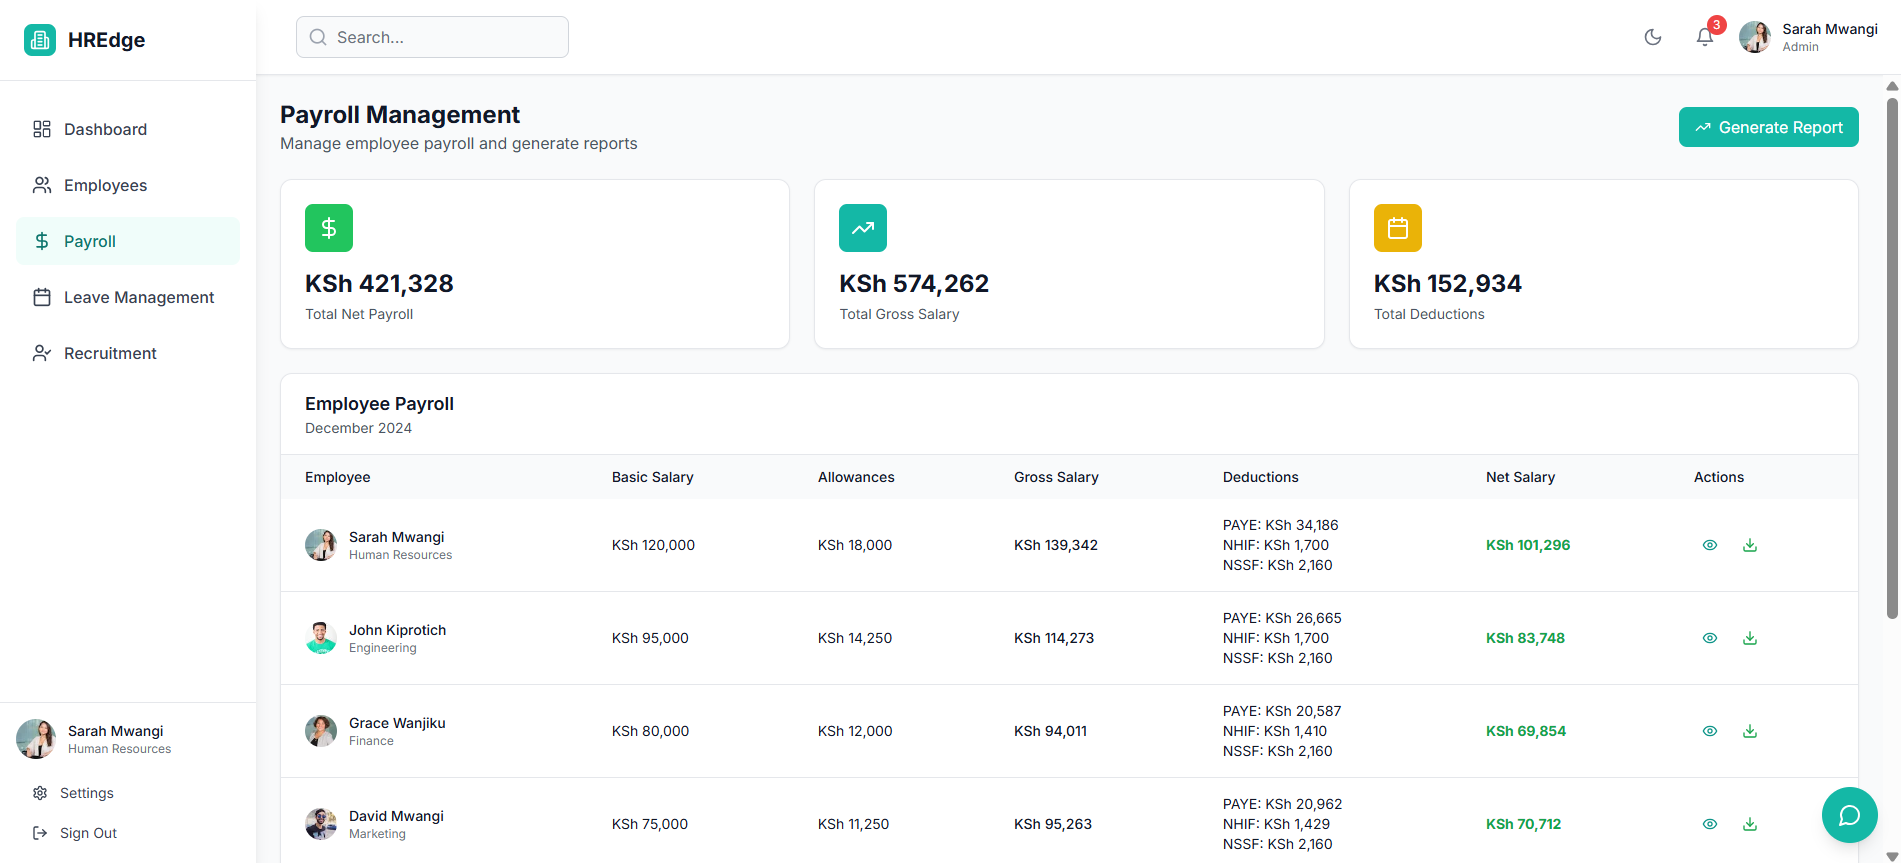 HREdge
Search...
3
Sarah Mwangi
Admin
Dashboard
Employees
Payroll
Leave Management
Recruitment
Sarah Mwangi
Human Resources
Settings
Sign Out
Payroll Management
Manage employee payroll and generate reports
Generate Report
KSh 421,328
Total Net Payroll
KSh 574,262
Total Gross Salary
KSh 152,934
Total Deductions
Employee Payroll
December 2024
Employee Basic Salary Allowances Gross Salary Deductions Net Salary Actions
Sarah Mwangi
Human Resources
KSh 120,000
KSh 18,000
KSh 139,342
PAYE: KSh 34,186
NHIF: KSh 1,700
NSSF: KSh 2,160
KSh 101,296
John Kiprotich
Engineering
KSh 95,000
KSh 14,250
KSh 114,273
PAYE: KSh 26,665
NHIF: KSh 1,700
NSSF: KSh 2,160
KSh 83,748
Grace Wanjiku
Finance
KSh 80,000
KSh 12,000
KSh 94,011
PAYE: KSh 20,587
NHIF: KSh 1,410
NSSF: KSh 2,160
KSh 69,854
David Mwangi
Marketing
KSh 75,000
KSh 11,250
KSh 95,263
PAYE: KSh 20,962
NHIF: KSh 1,429
NSSF: KSh 2,160
KSh 70,712